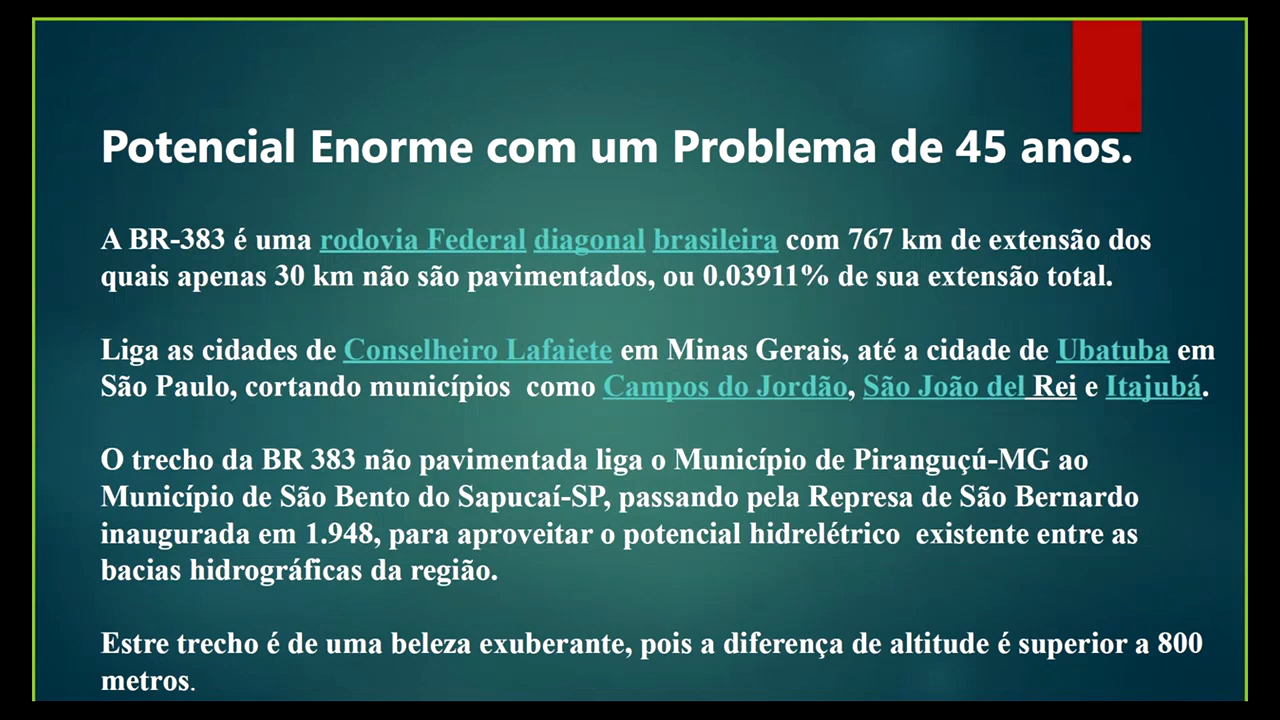 Potencial Enorme com um Problema de 45 anos.
A BR-383 é uma rodovia Federal diagonal brasileira com 767 km de extensão dos
quais apenas 30 km não são pavimentados, ou 0.03911% de sua extensão total.
Liga as cidades de Conselheiro Lafaiete em Minas Gerais, até a cidade de Ubatuba em
São Paulo, cortando municípios  como Campos do Jordão, São João del Rei e Itajubá.
O trecho da BR 383 não pavimentada liga o Município de Piranguçú-MG ao
Município de São Bento do Sapucaí-SP, passando pela Represa de São Bernardo
inaugurada em 1.948, para aproveitar o potencial hidrelétrico  existente entre as
bacias hidrográficas da região.
Estre trecho é de uma beleza exuberante, pois a diferença de altitude é superior a 800
metros.